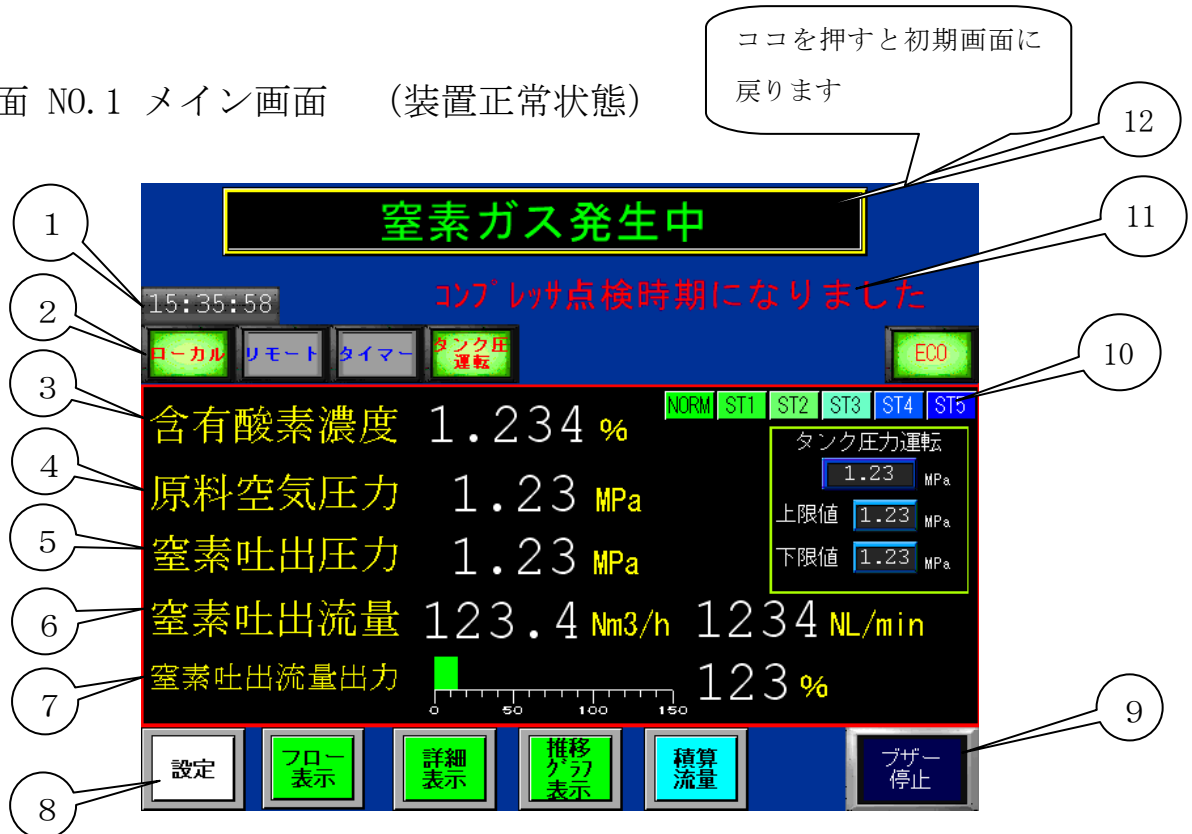 ココを押すと初期画面に
戻ります
面 NO.1 メイン画面 (装置正常状態)
12
窒素ガス発生中
11
1
15:35:58
コンプレッサ点検時期になりました
2
ローカル
リモート
タイマー
タンク圧
運転
ECO
10
3
NORM ST1 ST2 ST3 ST4 ST5
含有酸素濃度 1.234 %
タンク圧力運転
1.23 MPa
4
原料空気圧力 1.23 MPa
上限値 1.23 MPa
5
窒素吐出圧力 1.23 MPa
下限値 1.23 MPa
6
窒素吐出流量 123.4 Nm3/h 1234 NL/min
7
窒素吐出流量出力 123 %
0 50 100 150
9
8
設定
フロー
表示
詳細
表示
推移
グラフ
表示
積算
流量
ブザー
停止